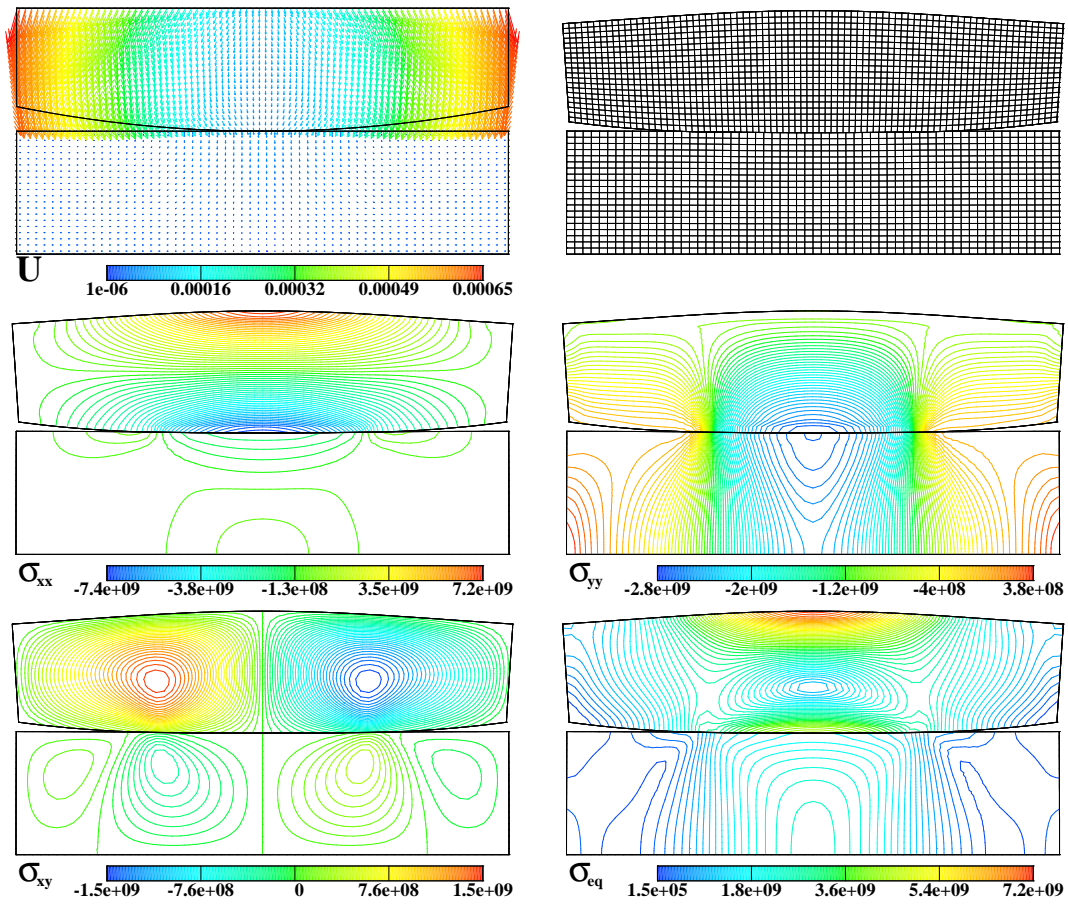 U
1e-06 0.00016 0.00032 0.00049 0.00065
σxx
-7.4e+09 -3.8e+09 -1.3e+08 3.5e+09 7.2e+09
σyy
-2.8e+09 -2e+09 -1.2e+09 -4e+08 3.8e+08
σxy
-1.5e+09 -7.6e+08 0 7.6e+08 1.5e+09
σeq
1.5e+05 1.8e+09 3.6e+09 5.4e+09 7.2e+09